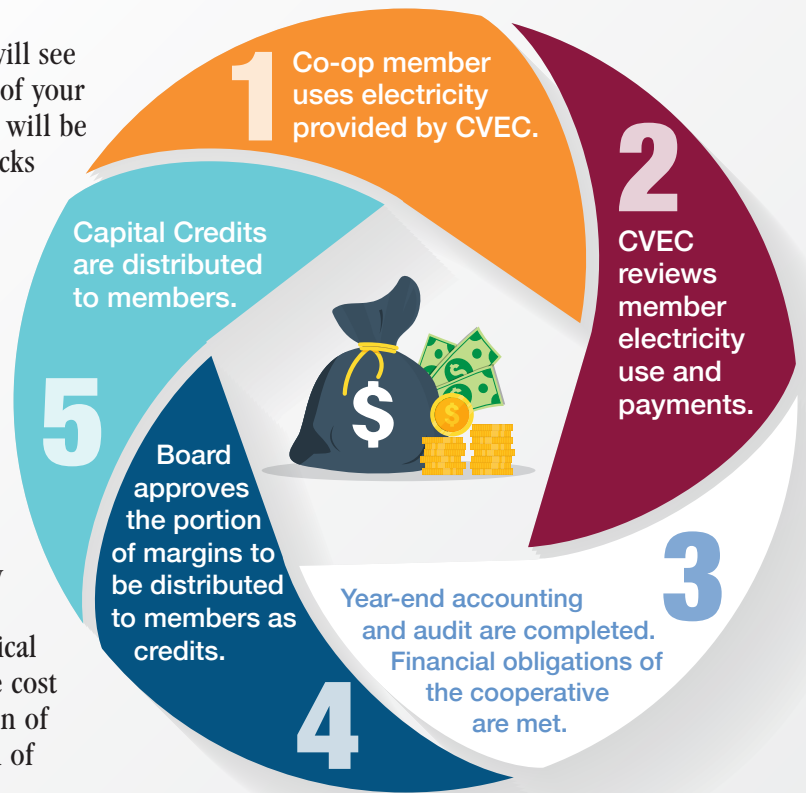 will see
of your
will be
cks
ical
cost
n of
of
1
Co-op member
uses electricity
provided by CVEC.
2
CVEC
reviews
member
electricity
use and
payments.
3
Year-end accounting
and audit are completed.
Financial obligations of
the cooperative
are met.
4
Board
approves
the portion
of margins to
be distributed
to members as
credits.
5
Capital Credits
are distributed
to members.
$
$
$